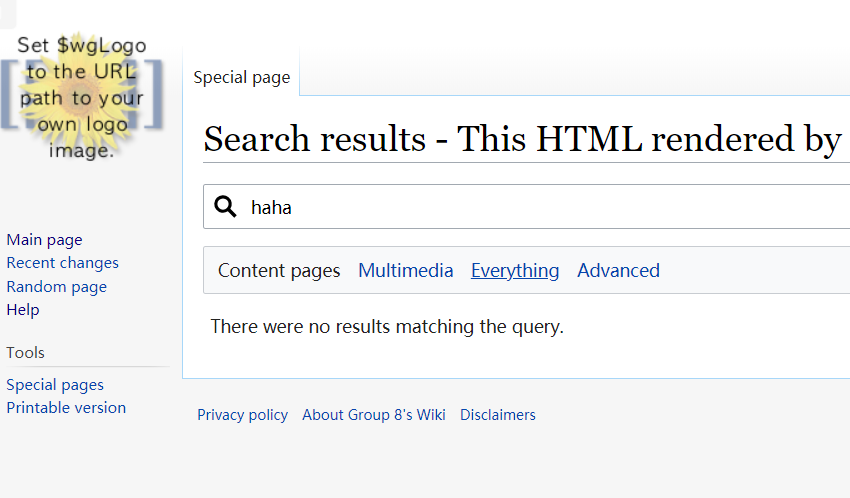 Set $wgLogo
to the URL
path to your
own logo
image.
Special page
Search results - This HTML rendered by
haha
Content pages Multimedia Everything Advanced
There were no results matching the query.
Main page
Recent changes
Random page
Help
Tools
Special pages
Printable version
Privacy policy About Group 8's Wiki Disclaimers